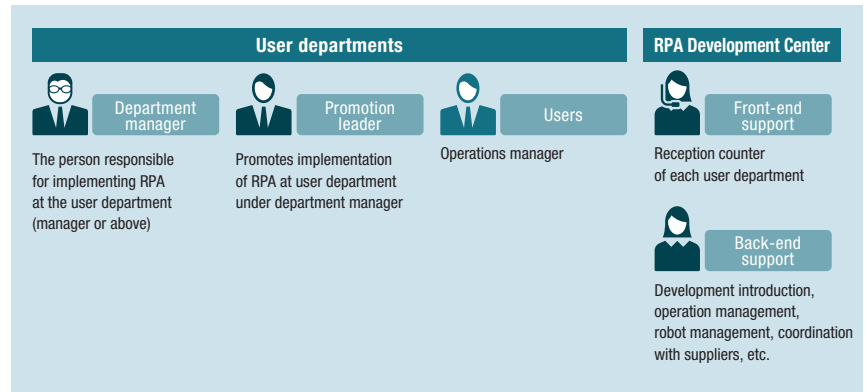 User departments
Department
manager
The person responsible
for implementing RPA
at the user department
(manager or above)
Promotion
leader
Promotes implementation
of RPA at user department
under department manager
Users
Operations manager
RPA Development Center
Front-end
support
Reception counter
of each user department
Back-end
support
Development introduction,
operation management,
robot management, coordination
with suppliers, etc.